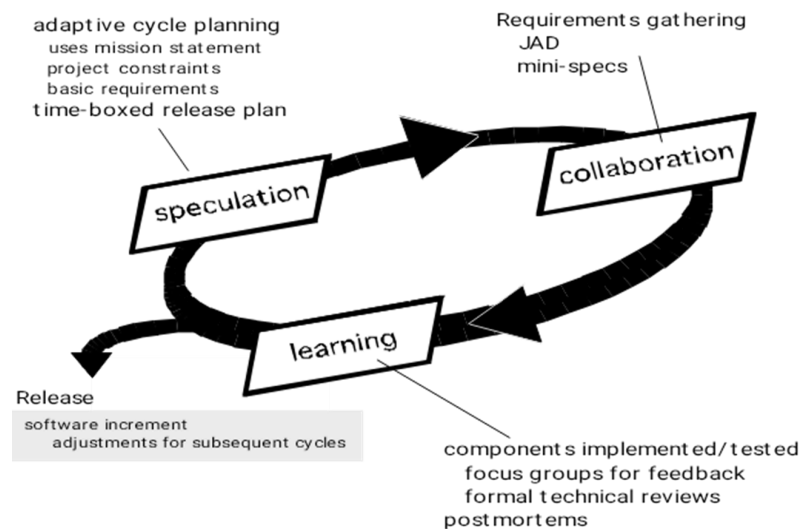 adaptive cycle planning
uses mission statement
project constraints
basic requirements
time-boxed release plan
Requirements gathering
JAD
mini-specs
speculation
collaboration
learning
Release
software increment
adjustments for subsequent cycles
components implemented/tested
focus groups for feedback
formal technical reviews
postmortems